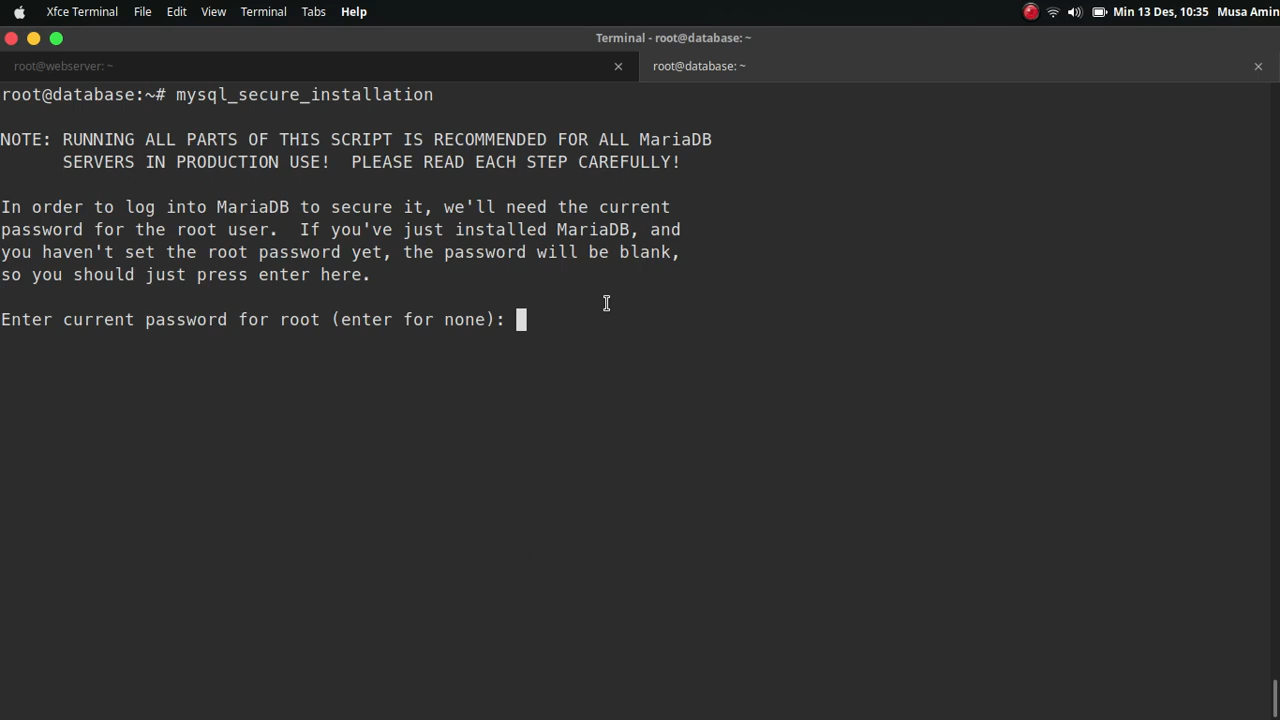 Xfce Terminal File Edit View Terminal Tabs Help Min 13 Des, 10:35 Musa Amin
Terminal - root@database: ~
root@webserver: ~ root@database: ~
root@database:~# mysql_secure_installation
NOTE: RUNNING ALL PARTS OF THIS SCRIPT IS RECOMMENDED FOR ALL MariaDB
SERVERS IN PRODUCTION USE!  PLEASE READ EACH STEP CAREFULLY!
In order to log into MariaDB to secure it, we'll need the current
password for the root user.  If you've just installed MariaDB, and
you haven't set the root password yet, the password will be blank,
so you should just press enter here.
Enter current password for root (enter for none):